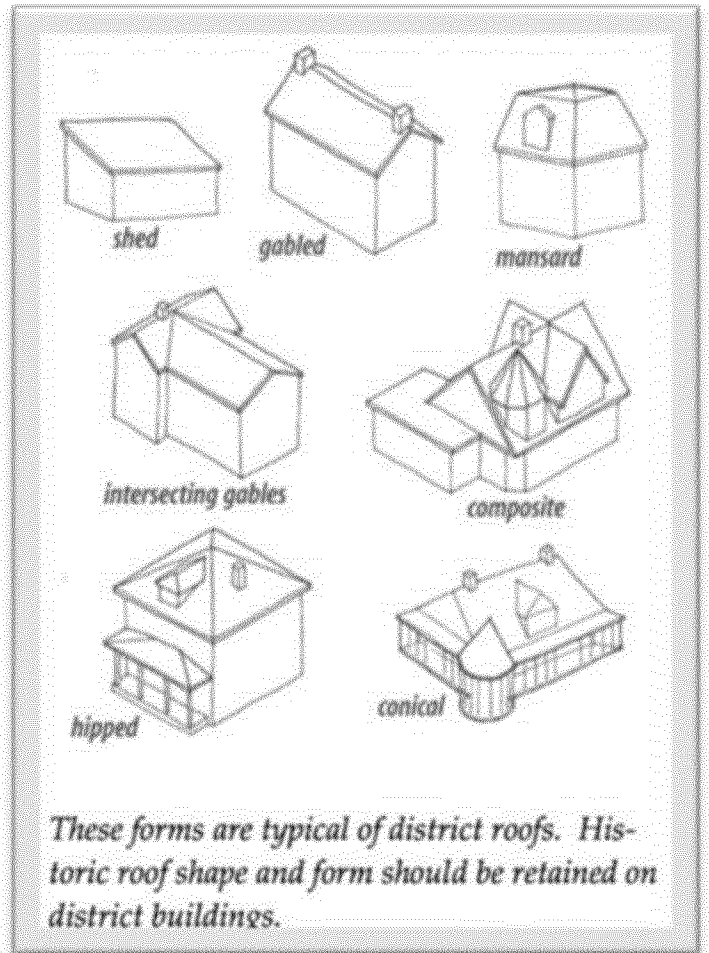 shed
gabled
mansard
intersecting gables
composite
hipped
conical
These forms are typical of district roofs. His-
toric roof shape and form should be retained on
district buildings.